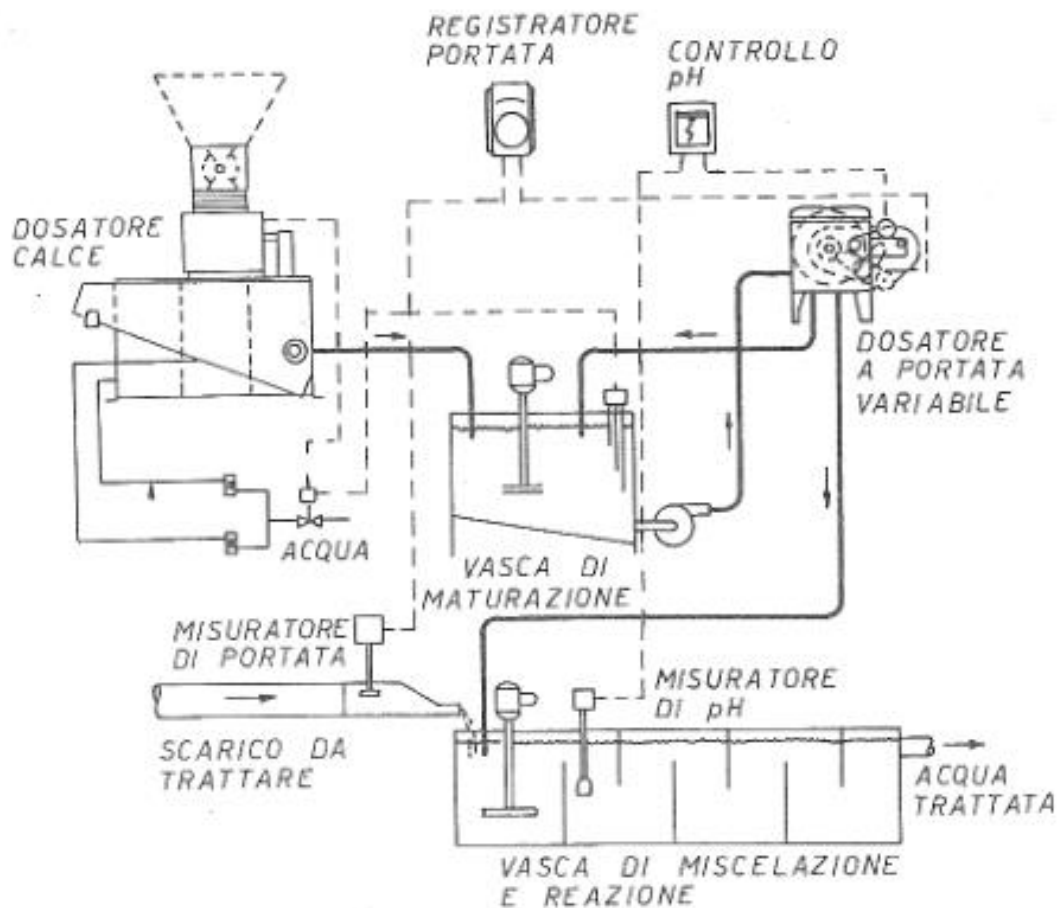 REGISTRATORE
PORTATA
CONTROLLO
pH
DOSATORE
CALCE
DOSATORE
A PORTATA
VARIABILE
ACQUA
VASCA DI
MATURAZIONE
MISURATORE
DI PORTATA
MISURATORE
DI pH
SCARICO DA
TRATTARE
ACQUA
TRATTATA
VASCA DI MISCELAZIONE
E REAZIONE